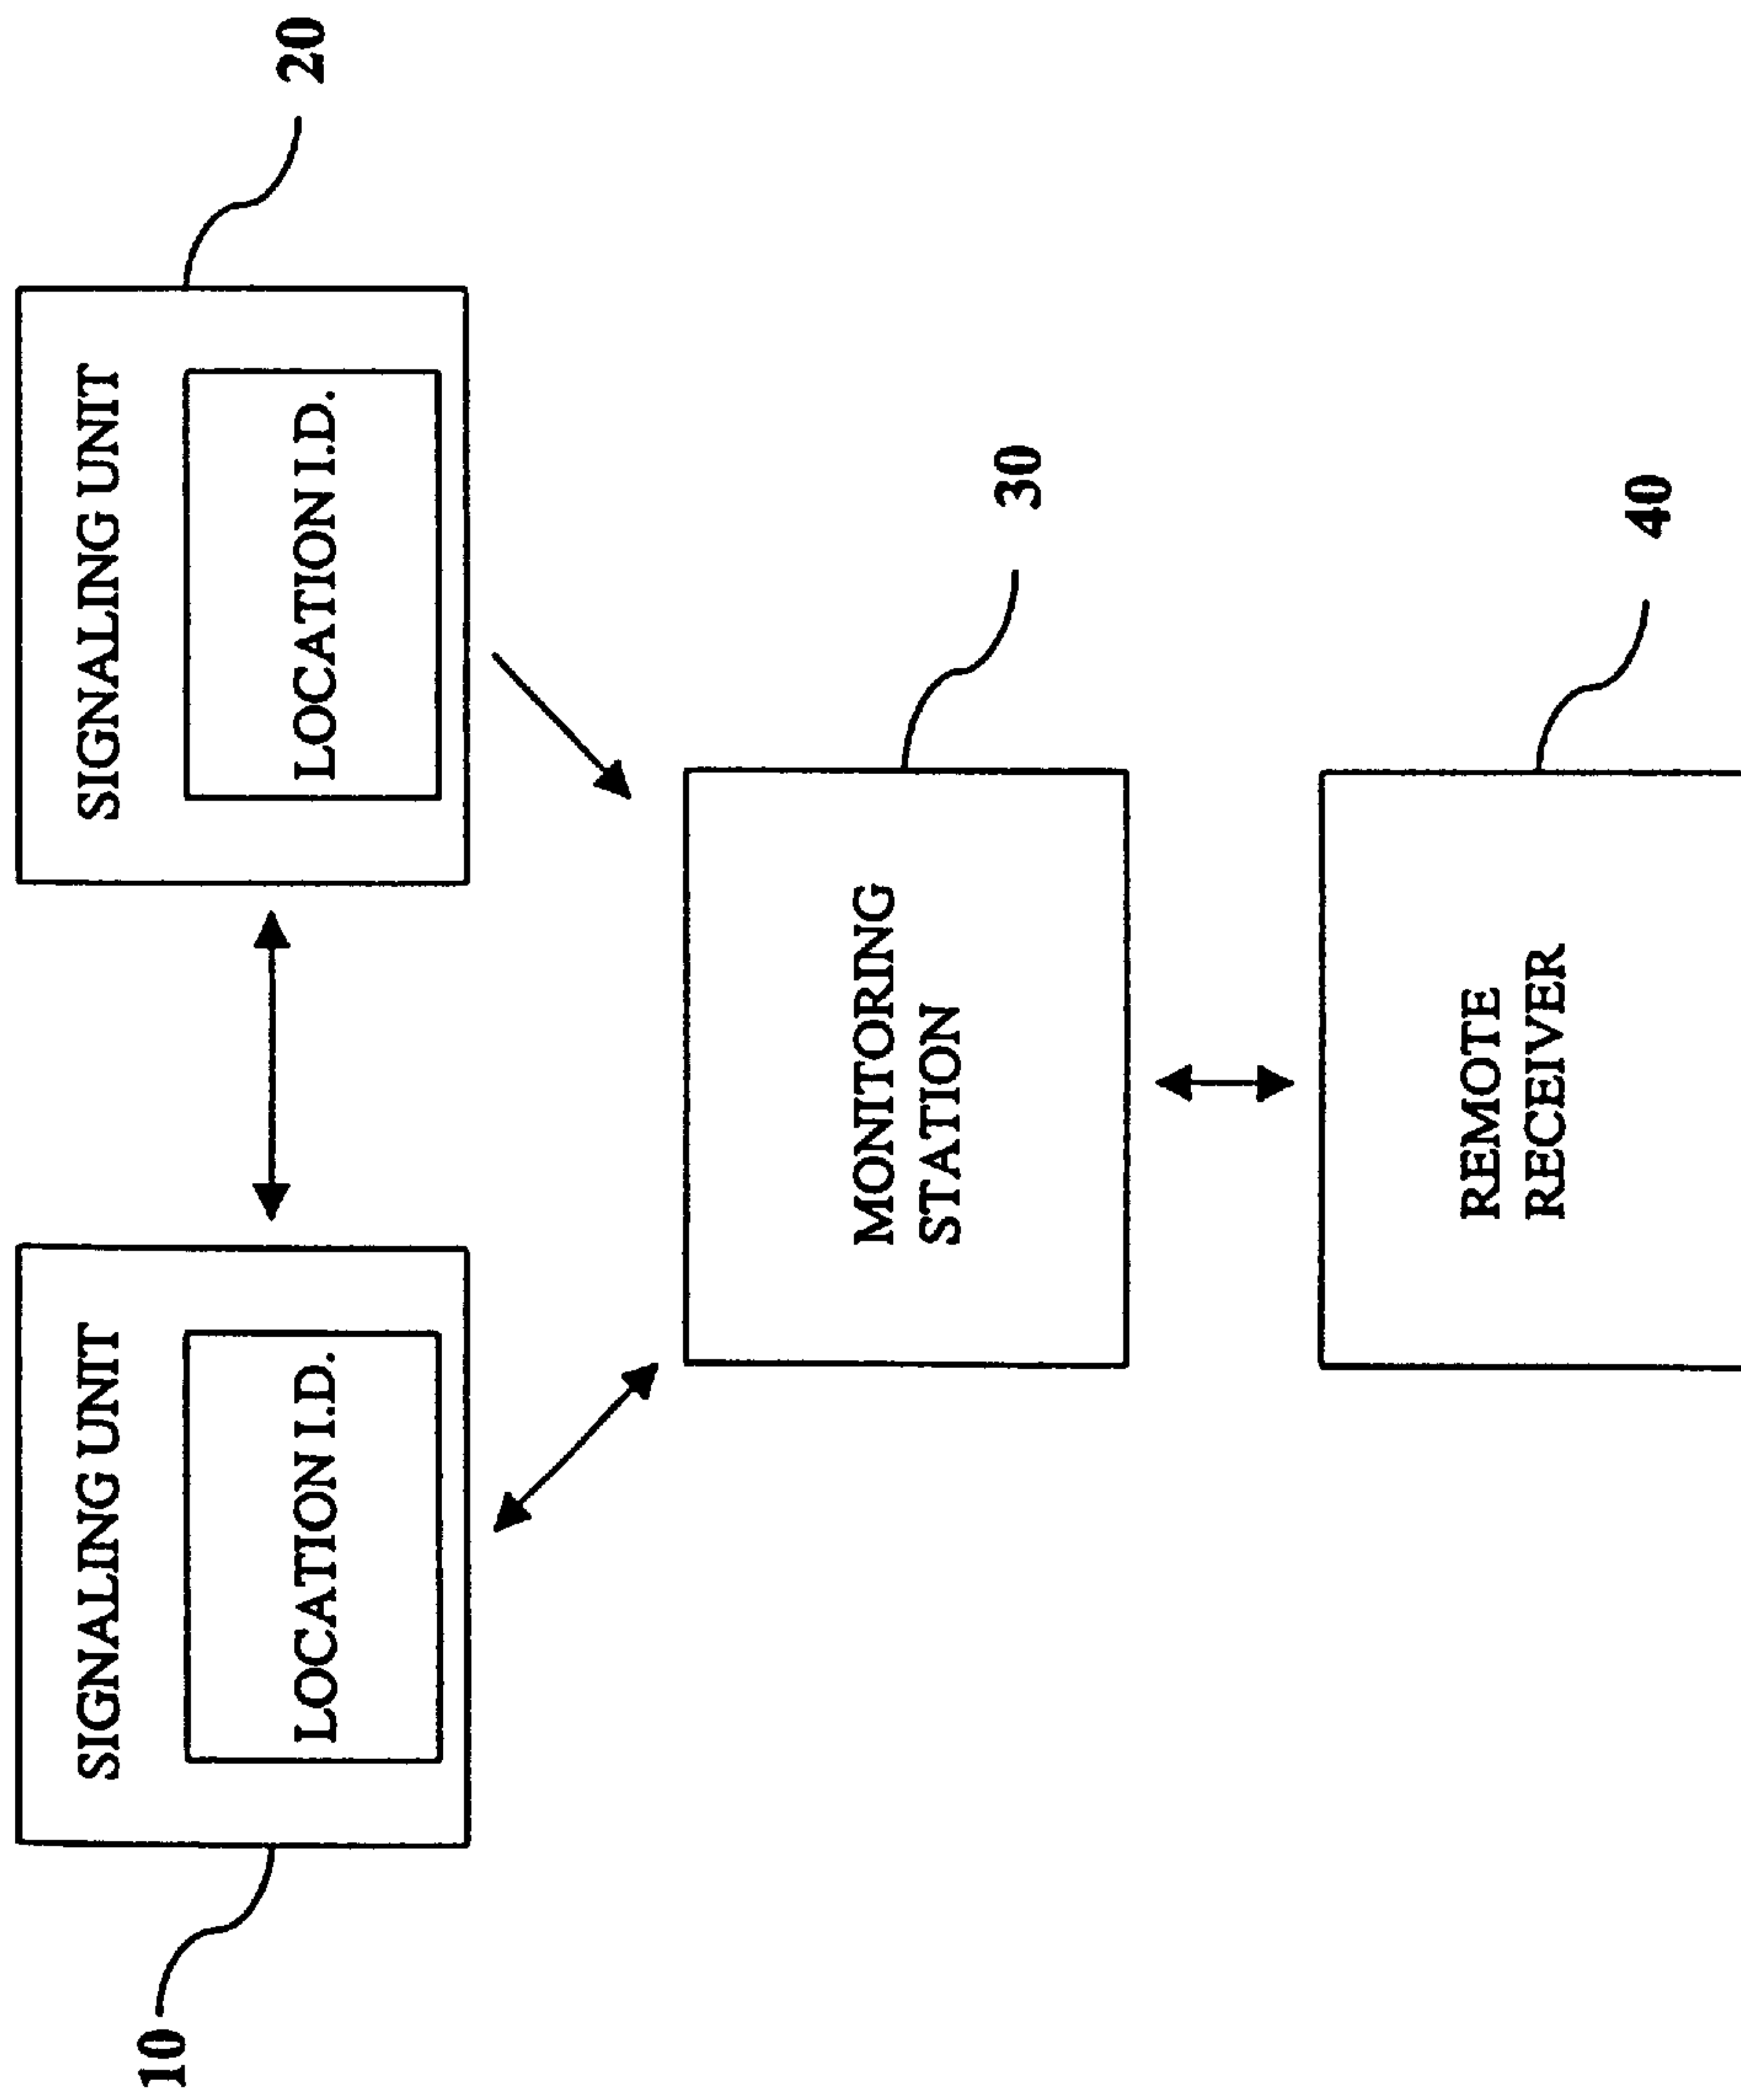 10
SIGNALING UNIT
LOCATION I.D.
SIGNALING UNIT
LOCATION I.D.
20
MONITORING
STATION
30
REMOTE
RECEIVER
40